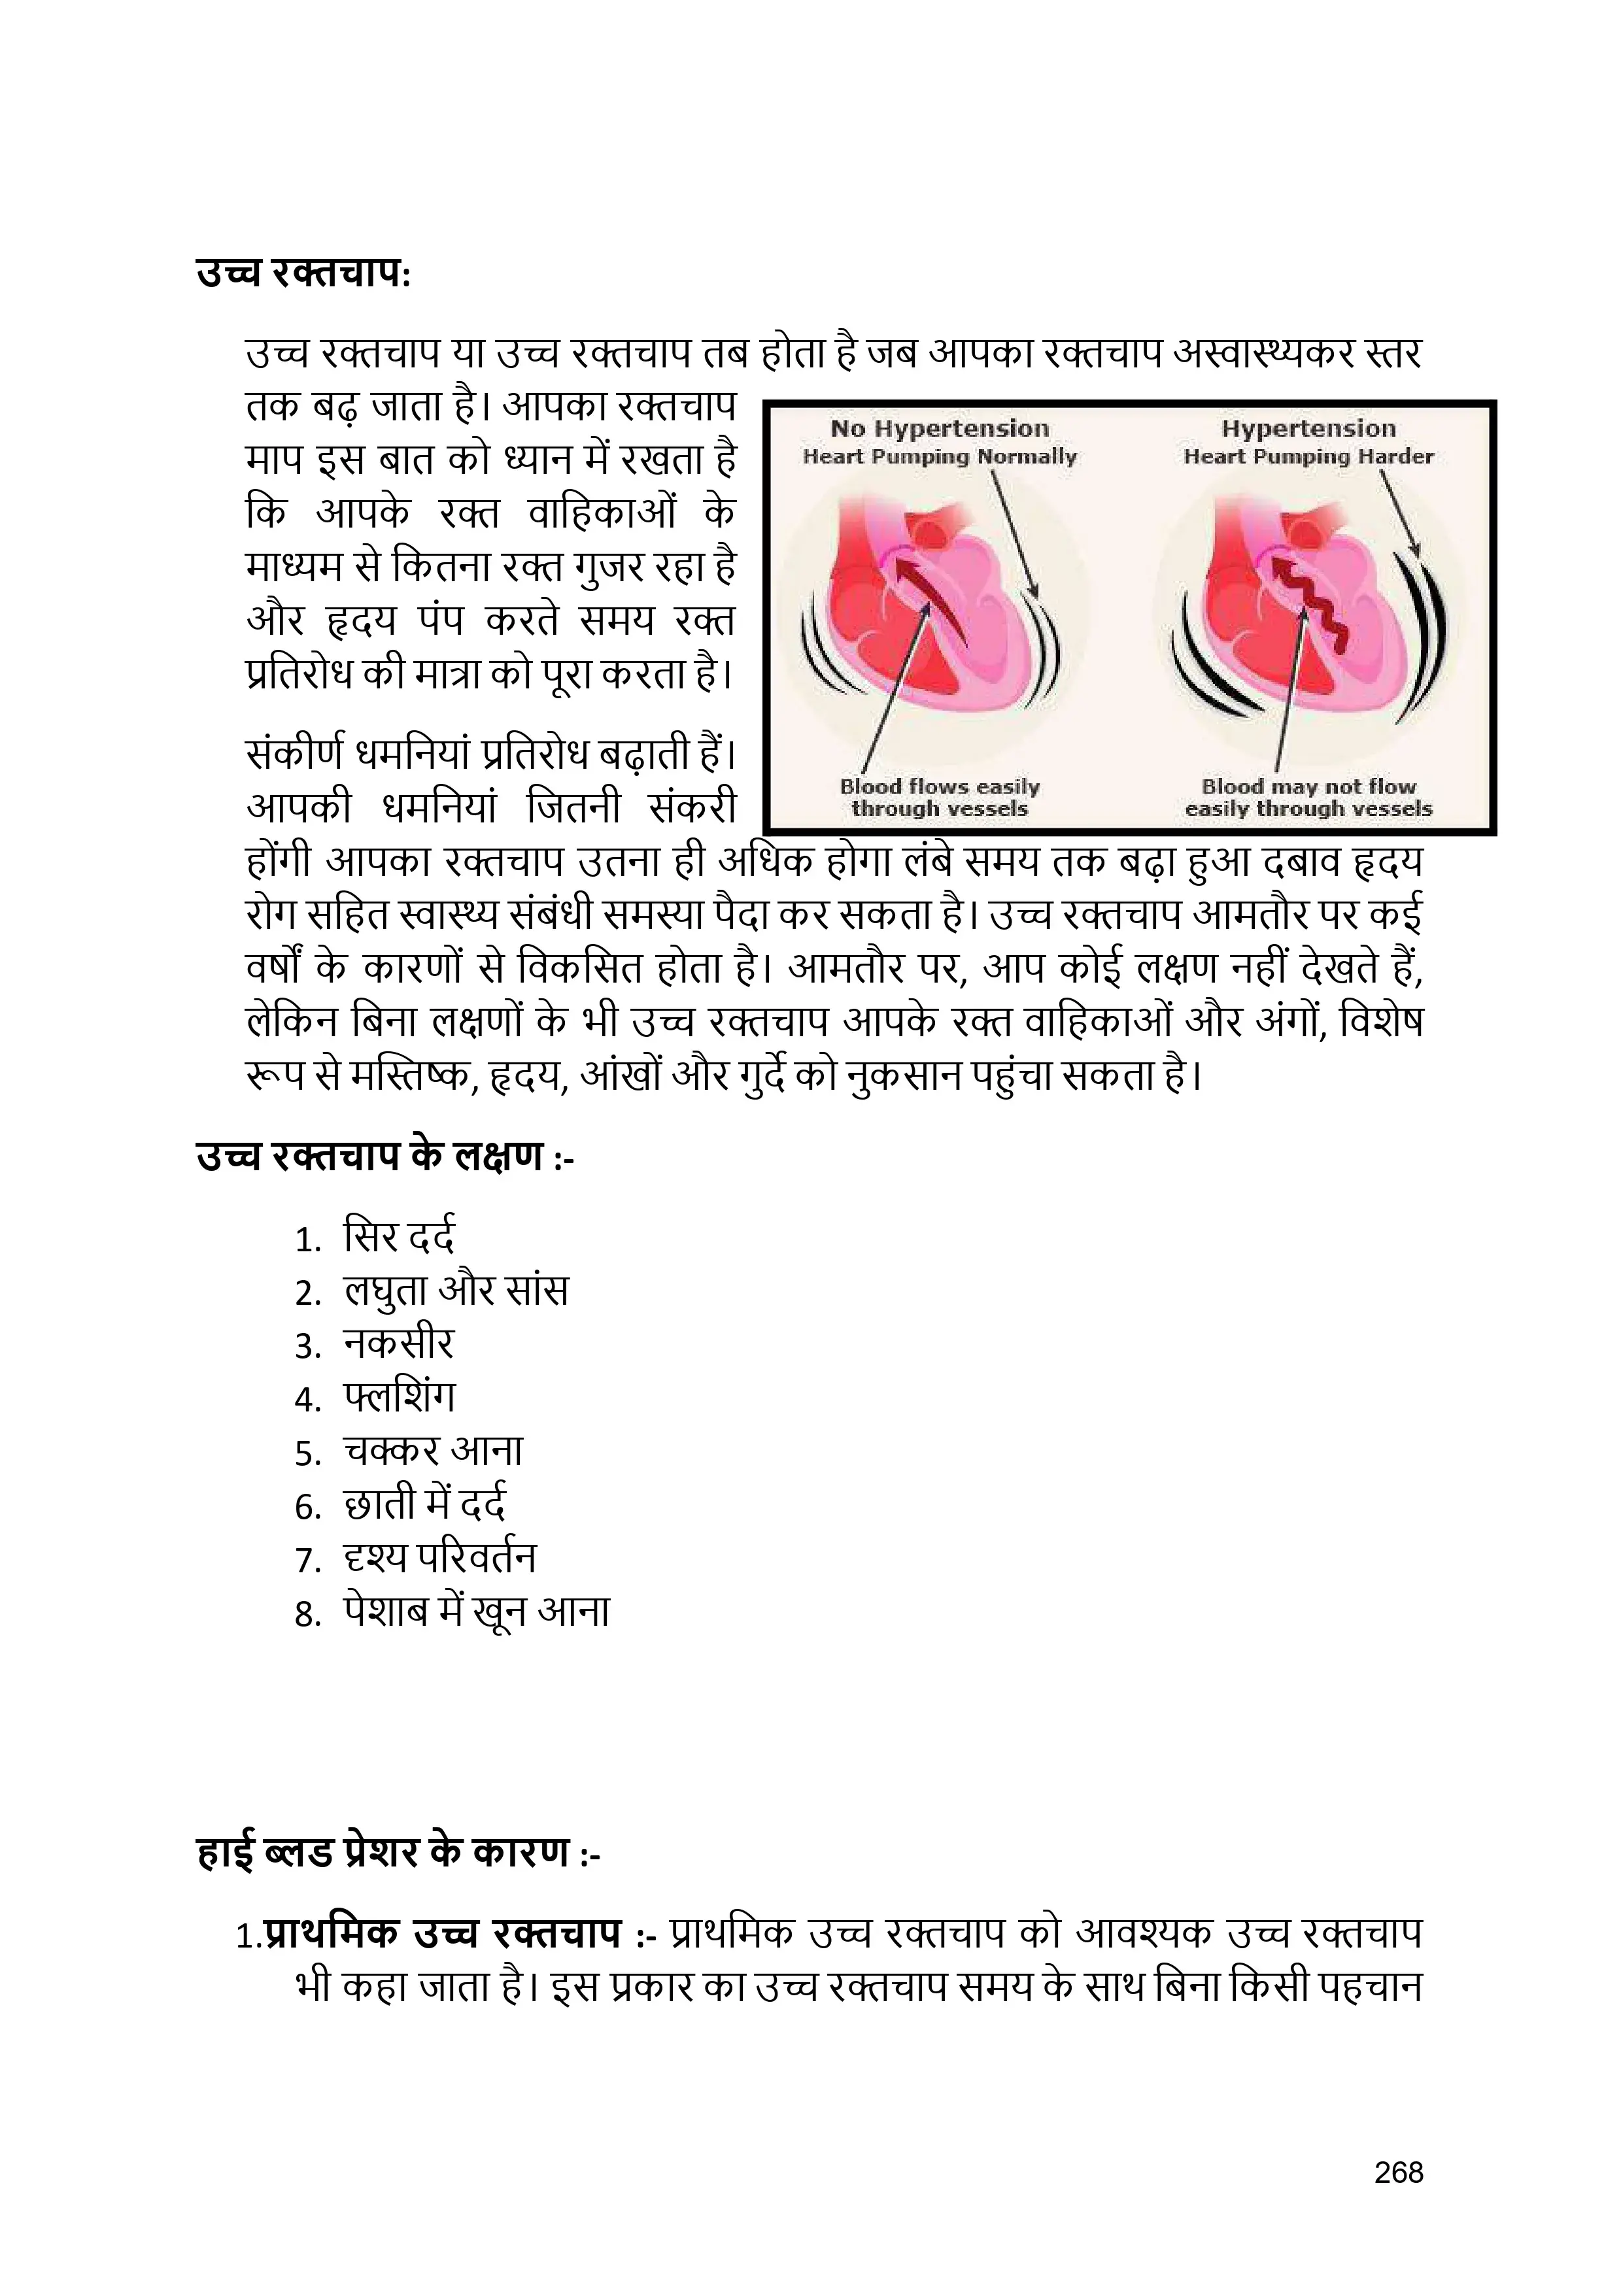 उच्च रक्तचाप:
उच्च रक्तचाप या उच्च रक्तचाप तब होता है जब आपका रक्तचाप अस्वास्थ्यकर स्तर
तक बढ़ जाता है। आपका रक्तचाप
माप इस बात को ध्यान में रखता है
कि आपके रक्त वाहिकाओं के
माध्यम से कितना रक्त गुजर रहा है
और हृदय पंप करते समय रक्त
प्रतिरोध की मात्रा को पूरा करता है।
No Hypertension
Heart Pumping Normally
Blood flows easily
through vessels
Hypertension
Heart Pumping Harder
Blood may not flow
easily through vessels
संकीर्ण धमनियां प्रतिरोध बढ़ाती हैं।
आपकी धमनियां जितनी संकरी
होंगी आपका रक्तचाप उतना ही अधिक होगा लंबे समय तक बढ़ा हुआ दबाव हृदय
रोग सहित स्वास्थ्य संबंधी समस्या पैदा कर सकता है। उच्च रक्तचाप आमतौर पर कई
वर्षों के कारणों से विकसित होता है। आमतौर पर, आप कोई लक्षण नहीं देखते हैं,
लेकिन बिना लक्षणों के भी उच्च रक्तचाप आपके रक्त वाहिकाओं और अंगों, विशेष
रूप से मस्तिष्क, हृदय, आंखों और गुर्दे को नुकसान पहुंचा सकता है।
उच्च रक्तचाप के लक्षण :-
1. सिर दर्द
2. लघुता और सांस
3. नकसीर
4. फ्लशिंग
5. चक्कर आना
6. छाती में दर्द
7. दृश्य परिवर्तन
8. पेशाब में खून आना
हाई ब्लड प्रेशर के कारण :-
1.प्राथमिक उच्च रक्तचाप :- प्राथमिक उच्च रक्तचाप को आवश्यक उच्च रक्तचाप
भी कहा जाता है। इस प्रकार का उच्च रक्तचाप समय के साथ बिना किसी पहचान
268